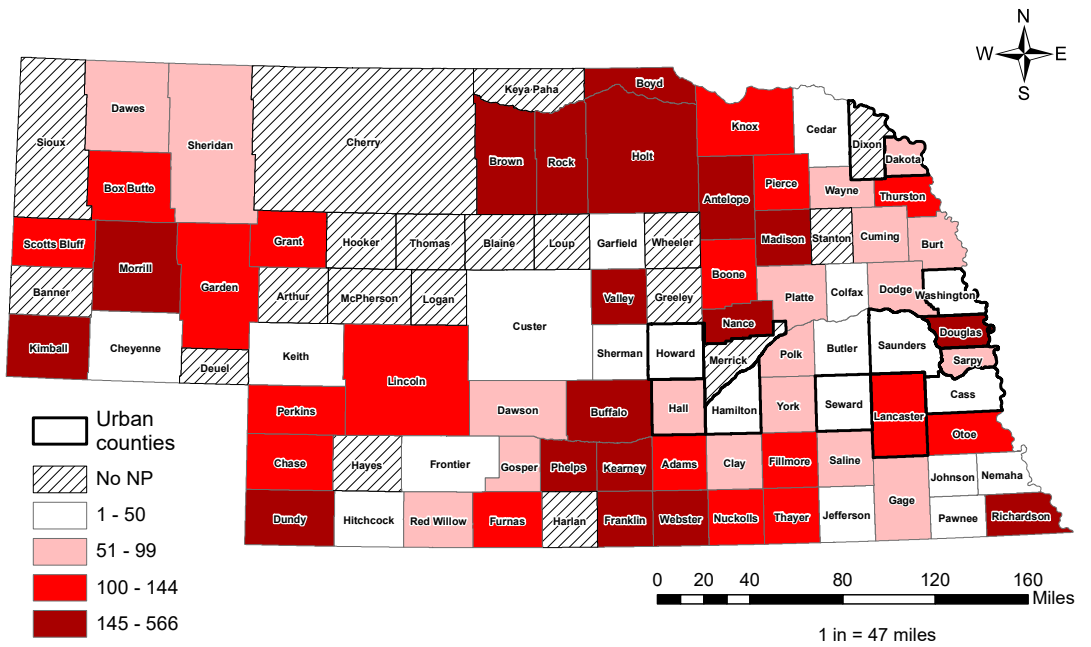 N
W E
S
Keya Paha
Boyd
Dawes
Sioux
Sheridan
Cherry
Knox
Cedar
Dixon
Brown
Rock
Holt
Dakota
Box Butte
Antelope
Pierce
Wayne
Thurston
Scotts Bluff
Grant
Hooker
Thomas
Blaine
Loup
Garfield
Wheeler
Madison
Stanton
Cuming
Burt
Morrill
Banner
Garden
Arthur
McPherson
Logan
Valley
Greeley
Boone
Platte
Colfax
Dodge
Washington
Custer
Nance
Douglas
Kimball
Cheyenne
Keith
Deuel
Sherman
Howard
Merrick
Polk
Butler
Saunders
Sarpy
Lincoln
Perkins
Dawson
Buffalo
Hall
Hamilton
York
Seward
Lancaster
Cass
Otoe
Chase
Hayes
Frontier
Gosper
Phelps
Kearney
Adams
Clay
Fillmore
Saline
Johnson
Nemaha
Gage
Dundy
Hitchcock
Red Willow
Furnas
Harlan
Franklin
Webster
Nuckolls
Thayer
Jefferson
Pawnee
Richardson
Urban
counties
No NP
1 - 50
51 - 99
100 - 144
145 - 566
0 20 40 80 120 160
Miles
1 in = 47 miles